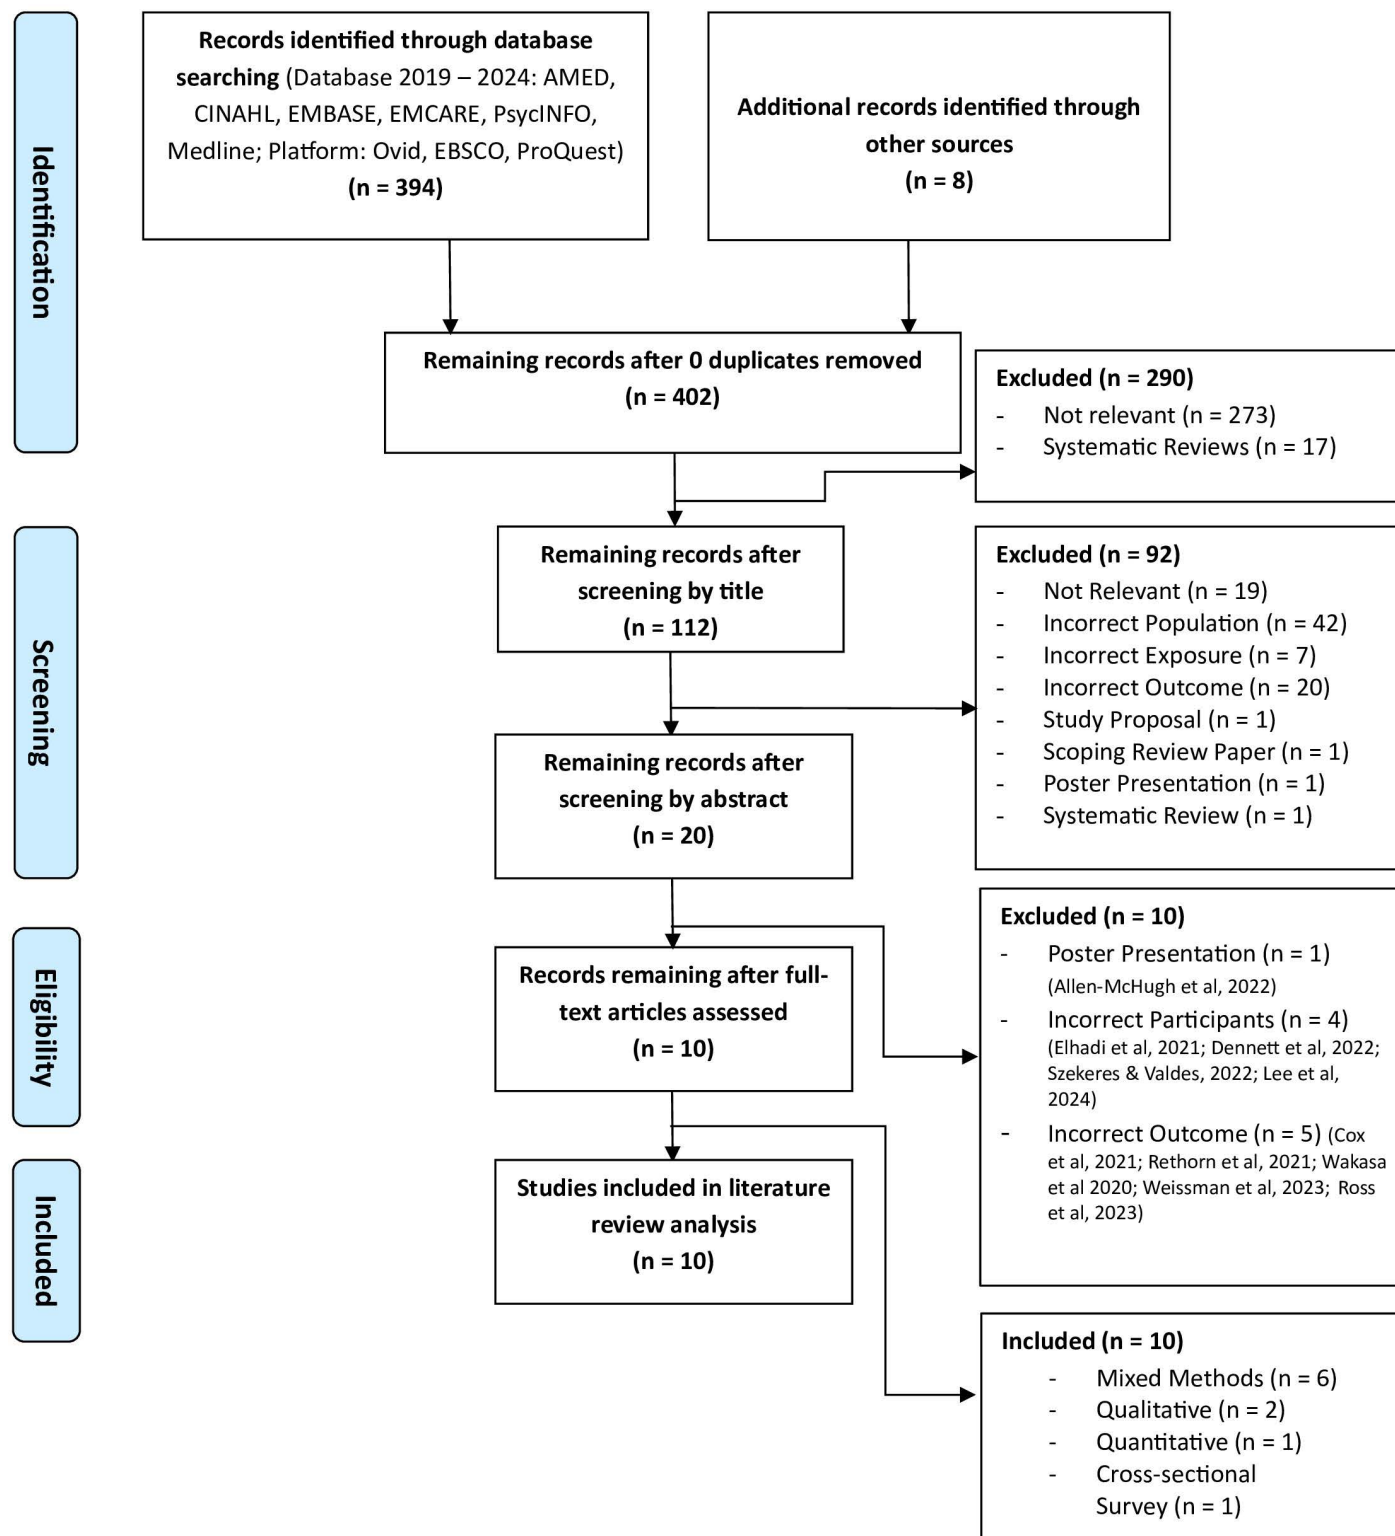 Identification
Records identified through database
searching (Database 2019 – 2024: AMED,
CINAHL, EMBASE, EMCARE, PsycINFO,
Medline; Platform: Ovid, EBSCO, ProQuest)
(n = 394)
Additional records identified through
other sources
(n = 8)
Remaining records after 0 duplicates removed
(n = 402)
Excluded (n = 290)
- Not relevant (n = 273)
- Systematic Reviews (n = 17)
Screening
Remaining records after
screening by title
(n = 112)
Excluded (n = 92)
- Not Relevant (n = 19)
- Incorrect Population (n = 42)
- Incorrect Exposure (n = 7)
- Incorrect Outcome (n = 20)
- Study Proposal (n = 1)
- Scoping Review Paper (n = 1)
- Poster Presentation (n = 1)
- Systematic Review (n = 1)
Remaining records after
screening by abstract
(n = 20)
Eligibility
Records remaining after full-
text articles assessed
(n = 10)
Excluded (n = 10)
- Poster Presentation (n = 1)
(Allen-McHugh et al, 2022)
- Incorrect Participants (n = 4)
(Elhadi et al, 2021; Dennett et al, 2022;
Szekeres & Valdes, 2022; Lee et al,
2024)
- Incorrect Outcome (n = 5) (Cox
et al, 2021; Rethorn et al, 2021; Wakasa
et al 2020; Weissman et al, 2023; Ross
et al, 2023)
Included
Studies included in literature
review analysis
(n = 10)
Included (n = 10)
- Mixed Methods (n = 6)
- Qualitative (n = 2)
- Quantitative (n = 1)
- Cross-sectional
Survey (n = 1)